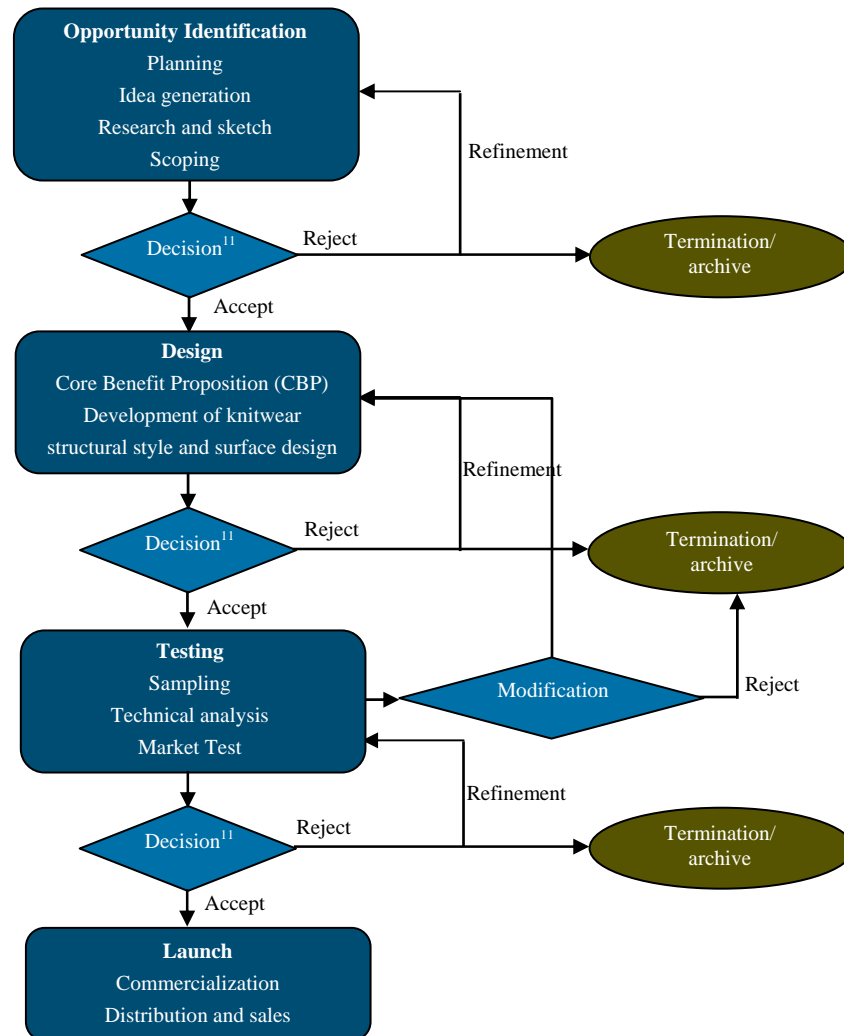 Opportunity Identification
Planning
Idea generation
Research and sketch
Scoping
Refinement
Decision11
Reject
Termination/
archive
Accept
Design
Core Benefit Proposition (CBP)
Development of knitwear
structural style and surface design
Refinement
Decision11
Reject
Termination/
archive
Accept
Testing
Sampling
Technical analysis
Market Test
Modification
Reject
Refinement
Decision11
Reject
Termination/
archive
Accept
Launch
Commercialization
Distribution and sales